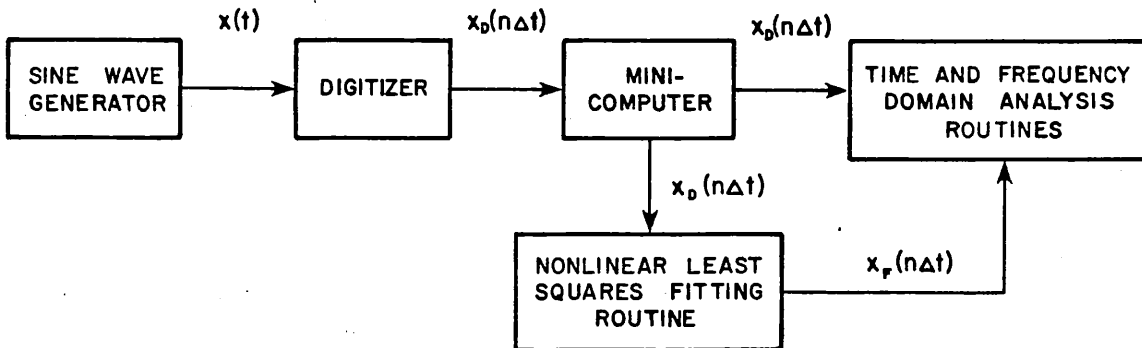 x(t)
x_D(nΔt)
x_D(nΔt)
SINE WAVE
GENERATOR
DIGITIZER
MINI-
COMPUTER
TIME AND FREQUENCY
DOMAIN ANALYSIS
ROUTINES
x_D(nΔt)
NONLINEAR LEAST
SQUARES FITTING
ROUTINE
x_F(nΔt)